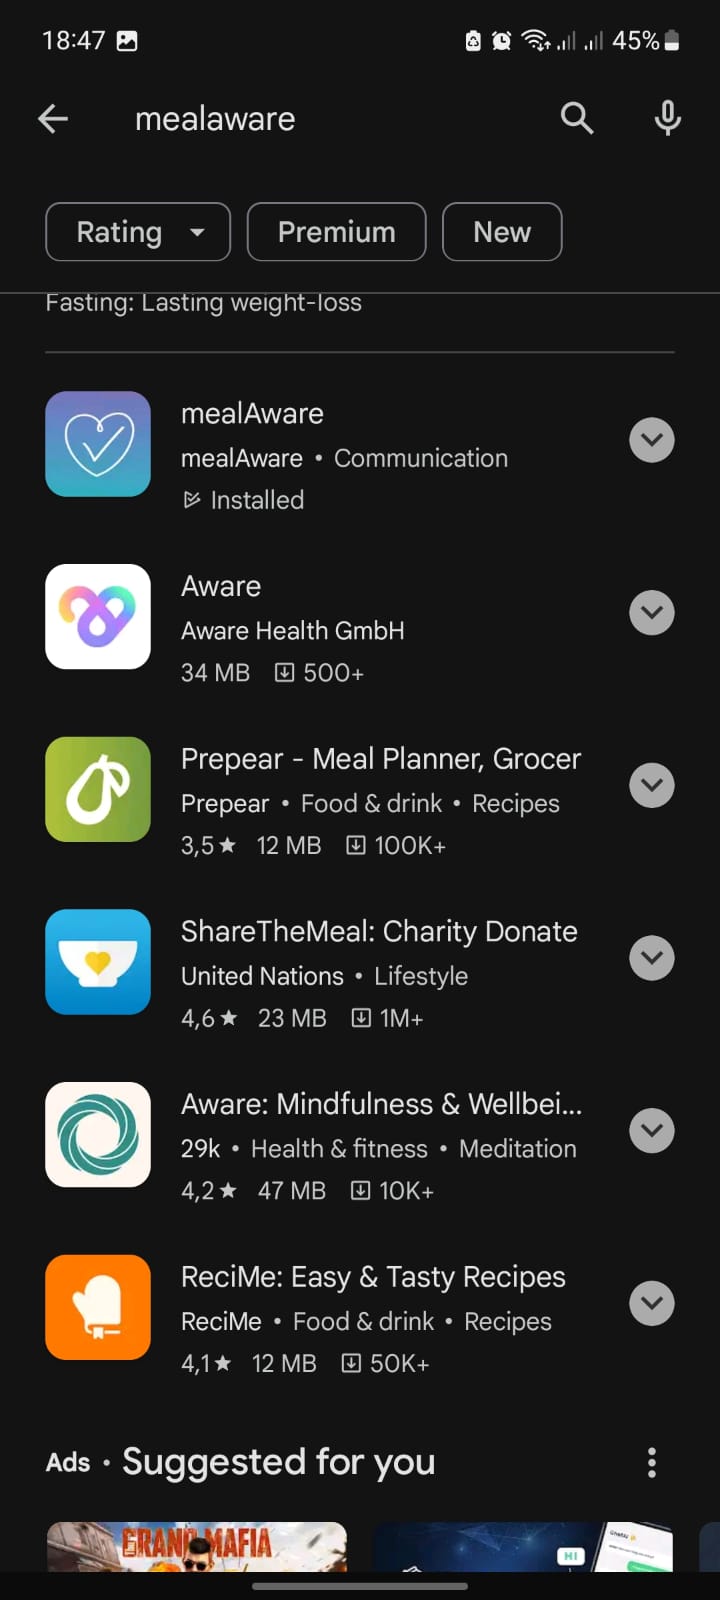 18:47 45%
mealaware
Rating Premium New
Fasting: Lasting weight-loss
mealAware
mealAware • Communication
Installed
Aware
Aware Health GmbH
34 MB 500+
Prepear - Meal Planner, Grocer
Prepear • Food & drink • Recipes
3,5★ 12 MB 100K+
ShareTheMeal: Charity Donate
United Nations • Lifestyle
4,6★ 23 MB 1M+
Aware: Mindfulness & Wellbei...
29k • Health & fitness • Meditation
4,2★ 47 MB 10K+
ReciMe: Easy & Tasty Recipes
ReciMe • Food & drink • Recipes
4,1★ 12 MB 50K+
Ads • Suggested for you
GRAND MAFIA
HI